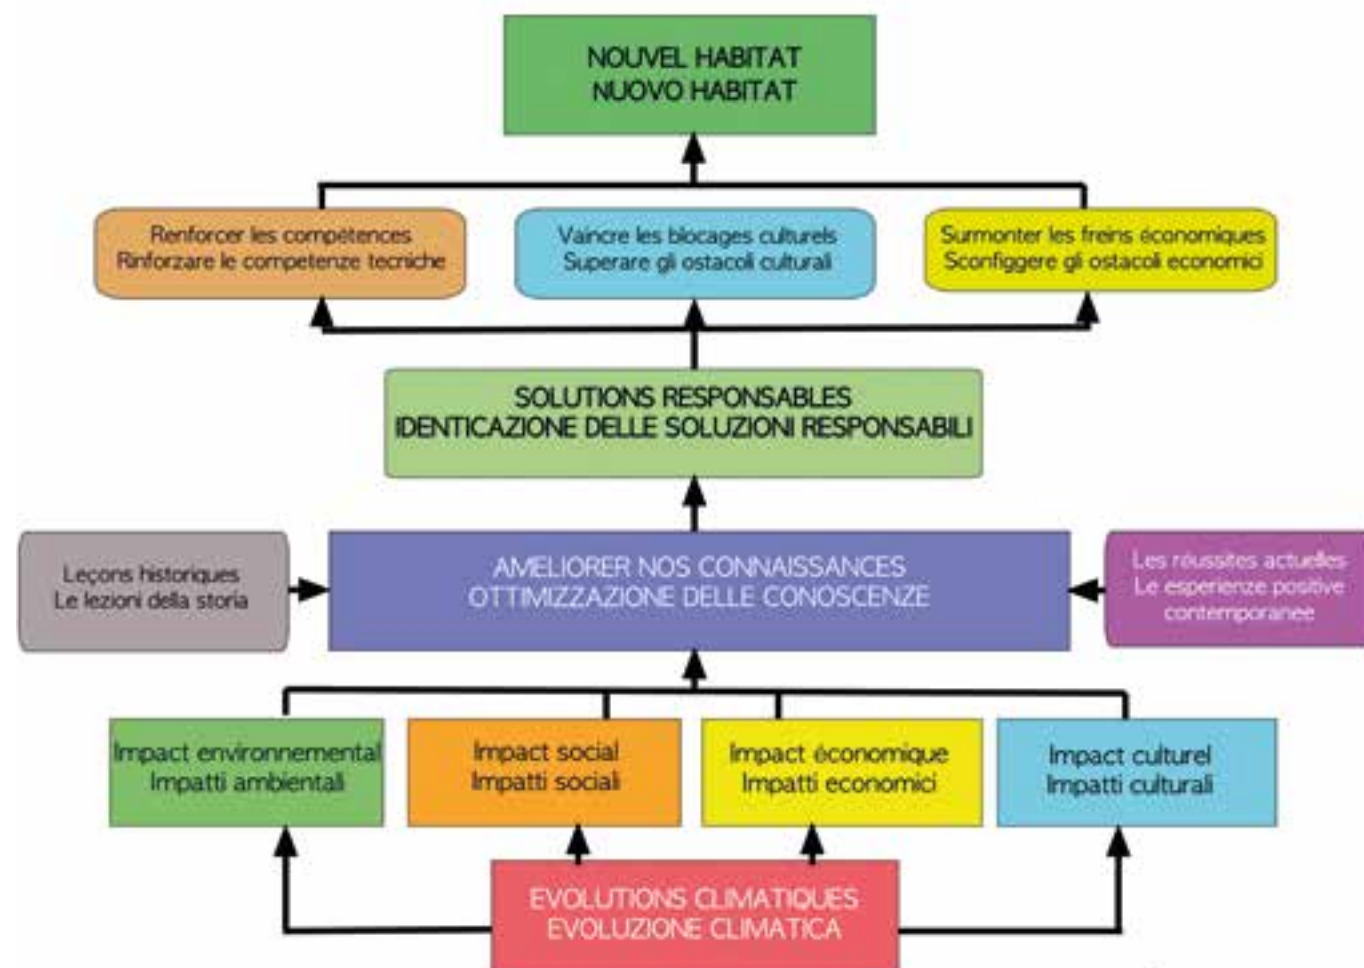 NOUVEL HABITAT
NUOVO HABITAT
Renforcer les compétences
Rinforzare le competenze tecniche
Vaincre les blocages culturels
Superare gli ostacoli culturali
Surmonter les freins économiques
Sconfiggere gli ostacoli economici
SOLUTIONS RESPONSABLES
IDENTICAZIONE DELLE SOLUZIONI RESPONSABILI
Leçons historiques
Le lezioni della storia
AMELIORER NOS CONNAISSANCES
OTTIMIZZAZIONE DELLE CONOSCENZE
Les réussites actuelles
Le esperienze positive
contemporanee
Impact environnemental
Impatti ambientali
Impact social
Impatti sociali
Impact économique
Impatti economici
Impact culturel
Impatti culturali
EVOLUTIONS CLIMATIQUES
EVOLUZIONE CLIMATICA